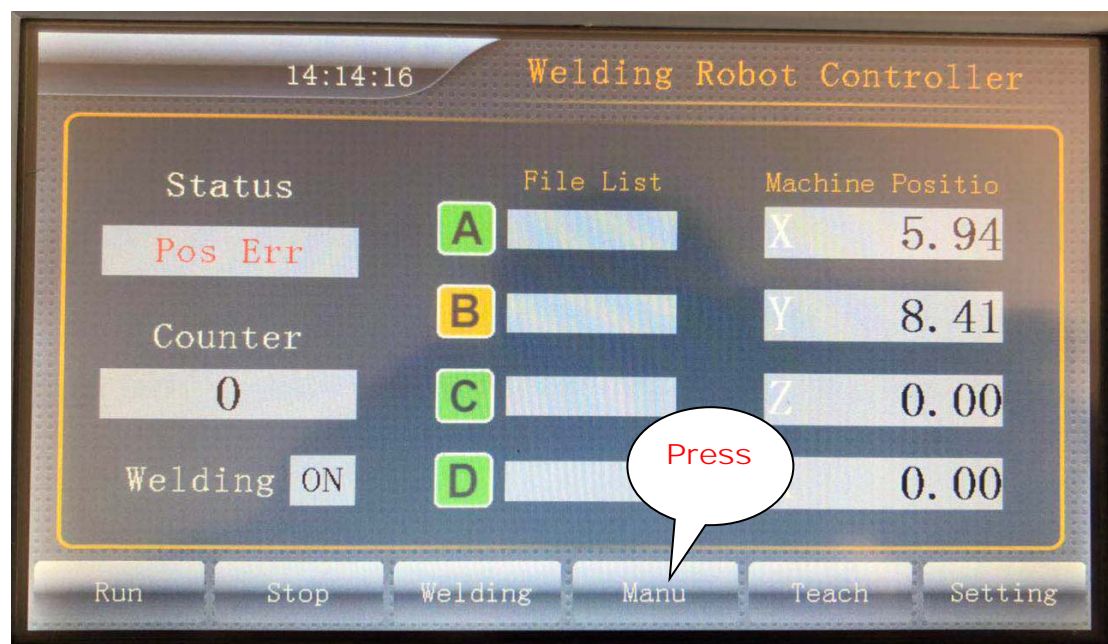 14:14:16
Welding Robot Controller
Status
File List
Machine Positio
Pos Err
A
X 5.94
B
Y 8.41
Counter
0
C
Z 0.00
Press
Welding ON
D
0.00
Run Stop Welding Manu Teach Setting